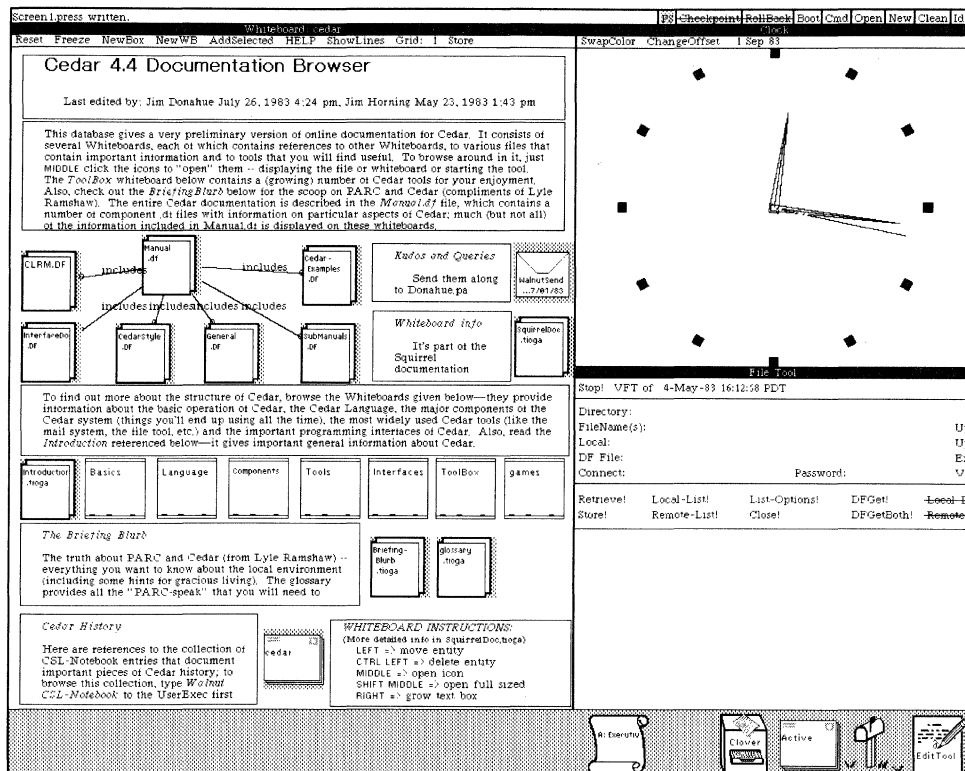 Screen1.press written.
PS Checkpoint RollBack Boot Cmd Open New Clean Id
Whiteboard cedar
Reset Freeze NewBox NewWB AddSelected HELP ShowLines Grid: 1 Store
Cedar 4.4 Documentation Browser
Last edited by: Jim Donahue July 26, 1983 4:24 pm, Jim Horning May 23, 1983 1:43 pm
This database gives a very preliminary version of online documentation for Cedar. It consists of
several Whiteboards, each of which contains references to other Whiteboards, to various files that
contain important information and to tools that you will find useful. To browse around in it, just
MIDDLE click the icons to "open" them -- displaying the file or whiteboard or starting the tool.
The ToolBox whiteboard below contains a (growing) number of Cedar tools for your enjoyment.
Also, check out the BriefingBlurb below for the scoop on PARC and Cedar (compliments of Lyle
Ramshaw). The entire Cedar documentation is described in the Manual.df file, which contains a
number of component .df files with information on particular aspects of Cedar; much (but not all)
of the information included in Manual.df is displayed on these whiteboards.
CLRM.DF
includes
Manual
.df
includes
Cedar-
Examples
.DF
Kudos and Queries
Send them along
to Donahue.pa
WalnutSend
...7/01/83
includes includes includes includes
InterfaceDo
.DF
CedarStyle
.DF
General
.DF
SubManuals
.DF
Whiteboard info
It's part of the
Squirrel
documentation
SquirrelDoc
.tioga
To find out more about the structure of Cedar, browse the Whiteboards given below—they provide
information about the basic operation of Cedar, the Cedar Language, the major components of the
Cedar system (things you'll end up using all the time), the most widely used Cedar tools (like the
mail system, the file tool, etc.) and the important programming interfaces of Cedar. Also, read the
Introduction referenced below—it gives important general information about Cedar.
Introduction
.tioga
Basics
Language
Components
Tools
Interfaces
ToolBox
games
The Briefing Blurb
The truth about PARC and Cedar (from Lyle Ramshaw) --
everything you want to know about the local environment
(including some hints for gracious living). The glossary
provides all the "PARC-speak" that you will need to
Briefing-
Blurb
.tioga
glossary
.tioga
Cedar History
Here are references to the collection of
CSL-Notebook entries that document
important pieces of Cedar history; to
browse this collection, type Walnut
CSL-Notebook to the UserExec first
cedar
WHITEBOARD INSTRUCTIONS:
(More detailed info in SquirrelDoc.tioga)
LEFT => move entity
CTRL LEFT => delete entity
MIDDLE => open icon
SHIFT MIDDLE => open full sized
RIGHT => grow text box
Clock
SwapColor ChangeOffset 1 Sep 83
File Tool
Stop! VFT of 4-May-83 16:12:58 PDT
Directory:
FileName(s): U
Local: U
DF File: E
Connect: Password: V
Retrieve! Local-List! List-Options! DFGet! Local-D
Store! Remote-List! Close! DFGetBoth! Remote
A: Executiv
Clover
Active
EditTool